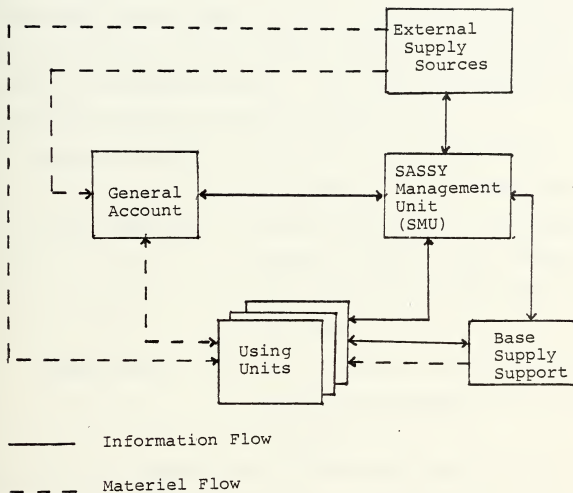 External
Supply
Sources
General
Account
SASSY
Management
Unit
(SMU)
Using
Units
Base
Supply
Support
Information Flow
Materiel Flow